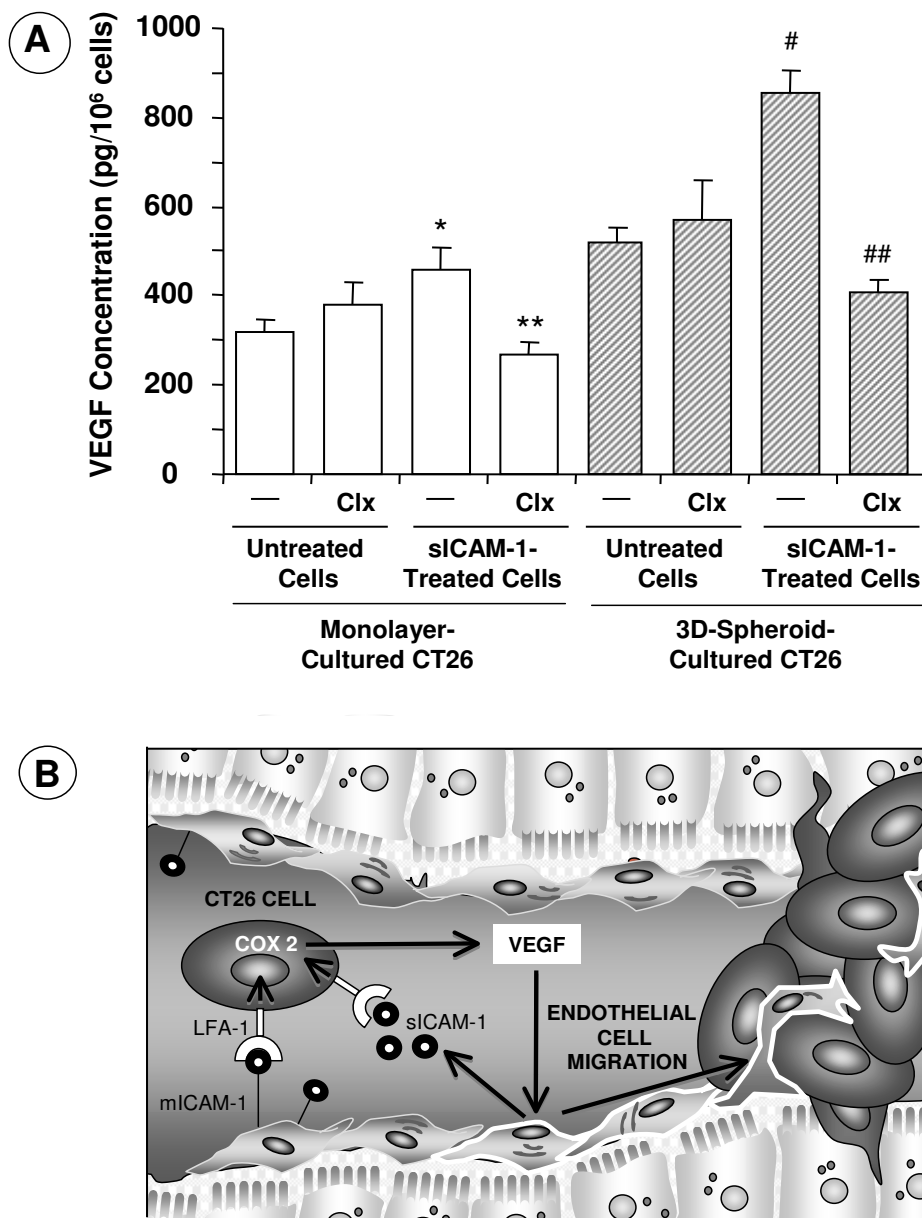 A
VEGF Concentration (pg/10⁶ cells)
1000
800
600
400
200
0
*
**
#
##
— Clx — Clx — Clx — Clx
Untreated Cells
sICAM-1-
Treated Cells
Untreated
Cells
sICAM-1-
Treated Cells
Monolayer-
Cultured CT26
3D-Spheroid-
Cultured CT26
B
CT26 CELL
COX 2
VEGF
LFA-1
sICAM-1
ENDOTHELIAL
CELL
MIGRATION
mICAM-1